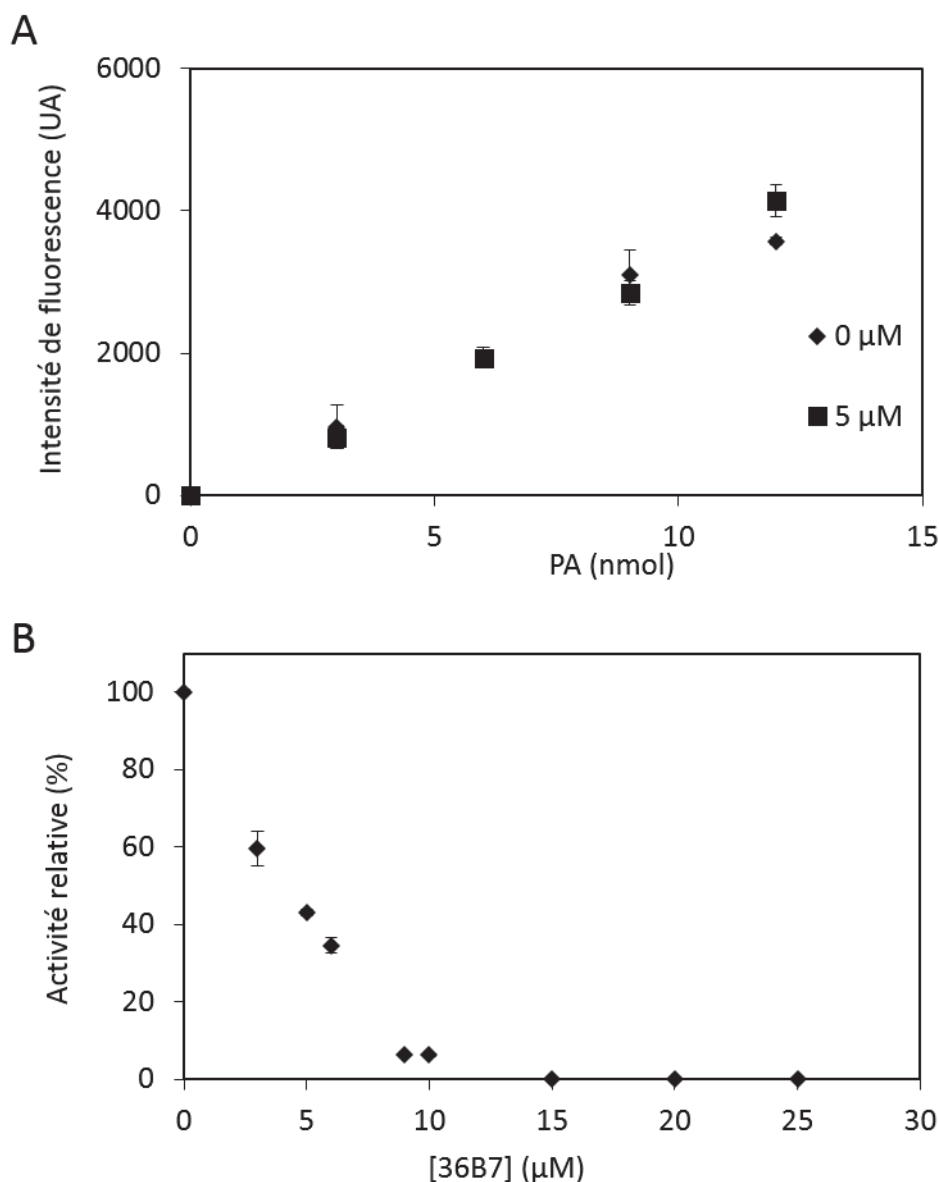 A
Intensité de fluorescence (UA)
6000
4000
2000
0
0 5 10 15
PA (nmol)
0 µM
5 µM
B
Activité relative (%)
100
80
60
40
20
0
0 5 10 15 20 25 30
[36B7] (µM)